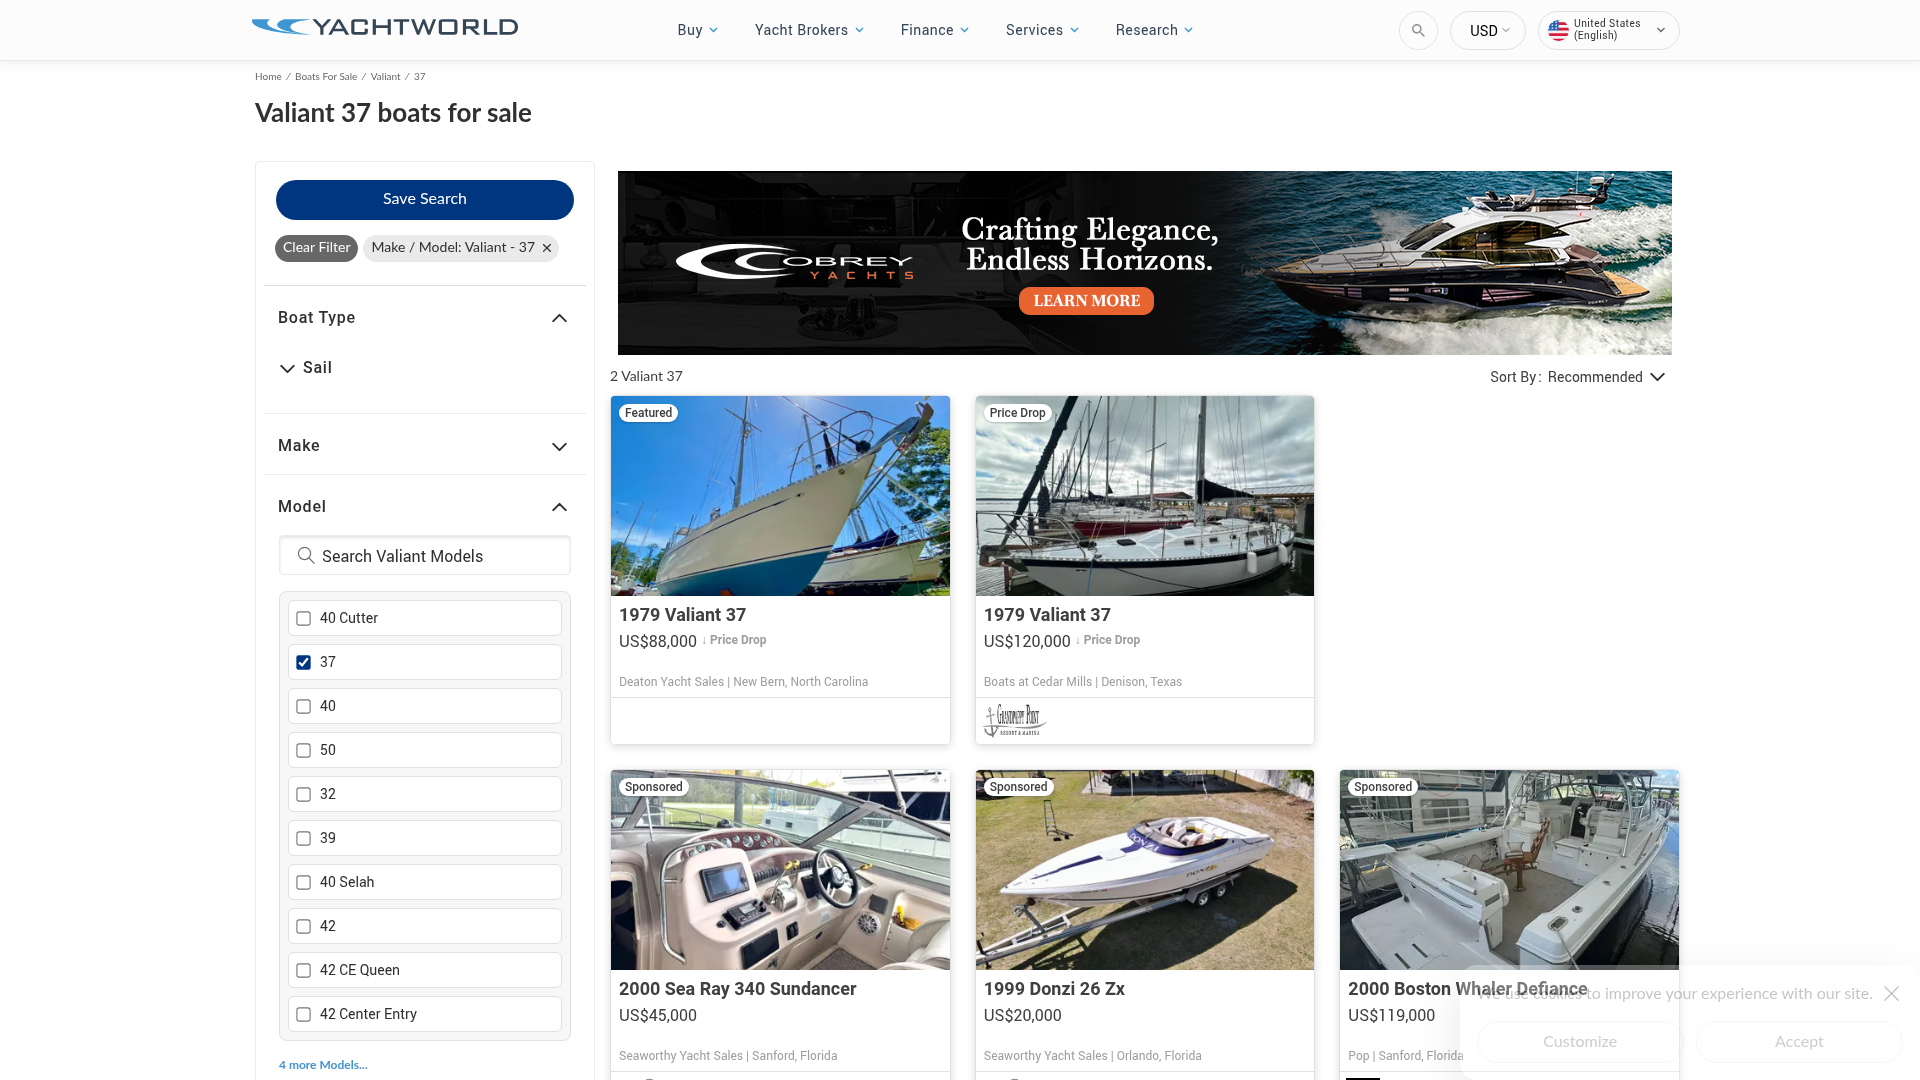 YACHTWORLD
Buy
Yacht Brokers
Finance
Services
Research
USD
United States
(English)
Home / Boats For Sale / Valiant / 37
Valiant 37 boats for sale
Save Search
Clear Filter
Make / Model: Valiant - 37
Boat Type
Sail
Make
Model
Search Valiant Models
40 Cutter
37
40
50
32
39
40 Selah
42
42 CE Queen
42 Center Entry
4 more Models...
COBREY
YACHTS
Crafting Elegance,
Endless Horizons.
LEARN MORE
2 Valiant 37
Sort By: Recommended
Featured
1979 Valiant 37
US$88,000 ↓ Price Drop
Deaton Yacht Sales | New Bern, North Carolina
Price Drop
1979 Valiant 37
US$120,000 ↓ Price Drop
Boats at Cedar Mills | Denison, Texas
Grandpappy Point
RESORT & MARINA
Sponsored
DONZI
DONZI
2000 Sea Ray 340 Sundancer
US$45,000
Seaworthy Yacht Sales | Sanford, Florida
Sponsored
1999 Donzi 26 Zx
US$20,000
Seaworthy Yacht Sales | Orlando, Florida
Sponsored
2000 Boston Whaler Defiance
US$119,000
Pop | Sanford, Florida
We use cookies to improve your experience with our site.
Customize
Accept